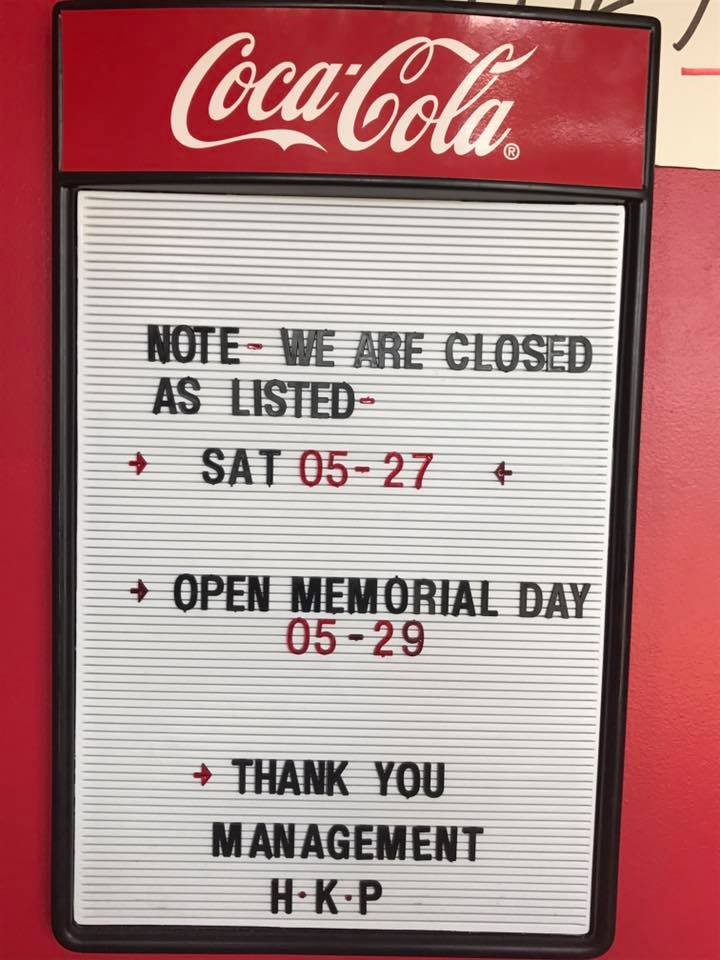 Coca-Cola®
NOTE- WE ARE CLOSED
AS LISTED-
SAT 05-27
OPEN MEMORIAL DAY
05-29
THANK YOU
MANAGEMENT
H·K·P